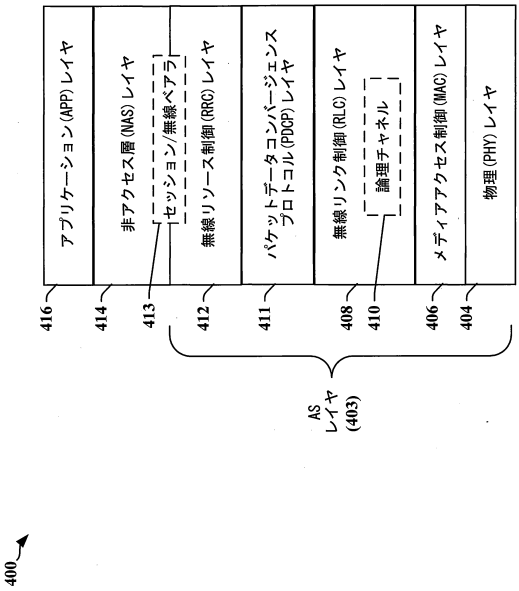 400
416
アプリケーション(APP)レイヤ
414
非アクセス層(NAS)レイヤ
413
セッション/無線ベアラ
412
無線リソース制御(RRC)レイヤ
411
パケットデータコンバージェンス
プロトコル(PDCP)レイヤ
408
無線リンク制御(RLC)レイヤ
410
論理チャネル
406
メディアアクセス制御(MAC)レイヤ
404
物理(PHY)レイヤ
AS
レイヤ
(403)